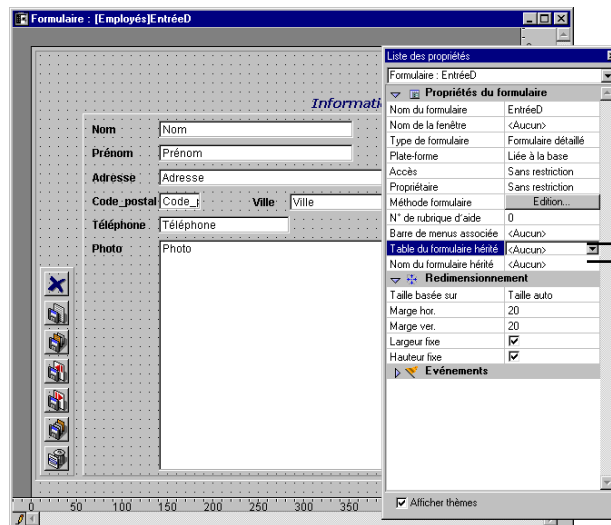 Formulaire : [Employés]EntréeD
Informati
Nom
Nom
Prénom
Prénom
Adresse
Adresse
Code_postal
Code_p
Ville
Ville
Téléphone
Téléphone
Photo
Photo
0 50 100 150 200 250 300 350
Liste des propriétés
Formulaire : EntréeD
Propriétés du formulaire
Nom du formulaire EntréeD
Nom de la fenêtre <Aucun>
Type de formulaire Formulaire détaillé
Plate-forme Liée à la base
Accès Sans restriction
Propriétaire Sans restriction
Méthode formulaire Edition...
N° de rubrique d'aide 0
Barre de menus associée <Aucun>
Table du formulaire hérité <Aucun>
Nom du formulaire hérité <Aucun>
Redimensionnement
Taille basée sur Taille auto
Marge hor. 20
Marge ver. 20
Largeur fixe
Hauteur fixe
Evénements
Afficher thèmes